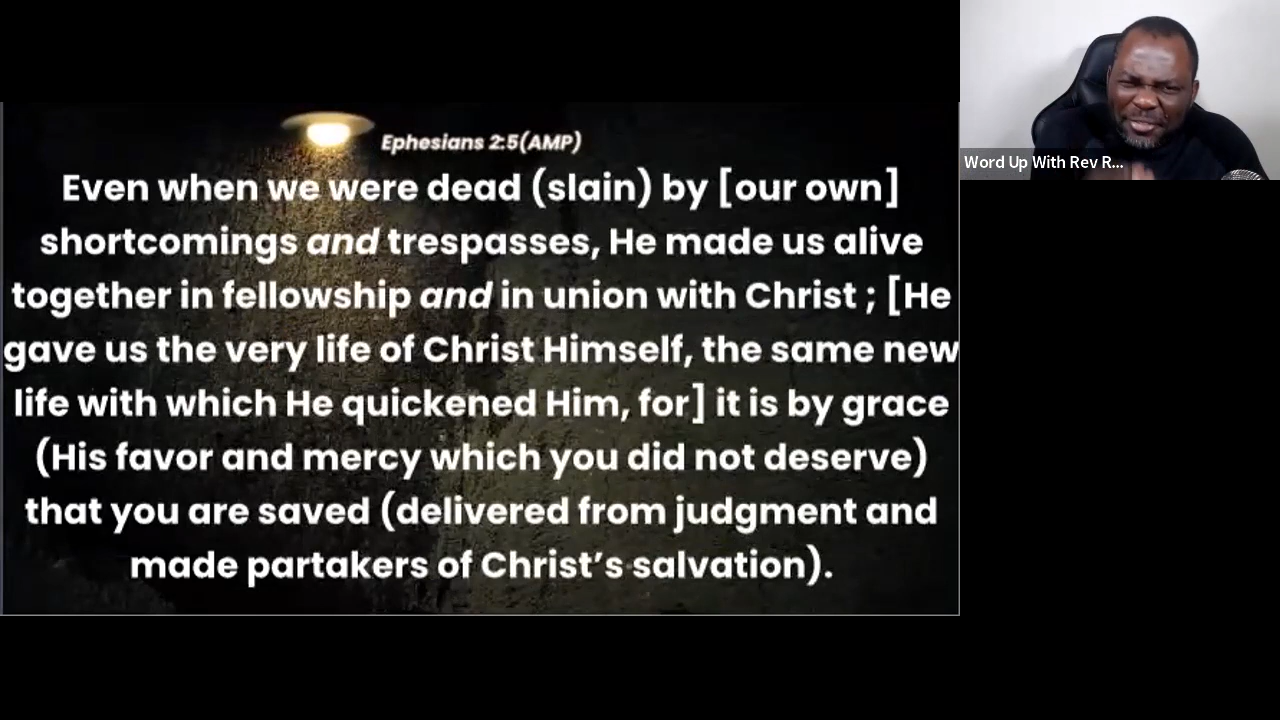 Ephesians 2:5(AMP)
Even when we were dead (slain) by [our own]
shortcomings and trespasses, He made us alive
together in fellowship and in union with Christ ; [He
gave us the very life of Christ Himself, the same new
life with which He quickened Him, for] it is by grace
(His favor and mercy which you did not deserve)
that you are saved (delivered from judgment and
made partakers of Christ’s salvation).
Word Up With Rev R...